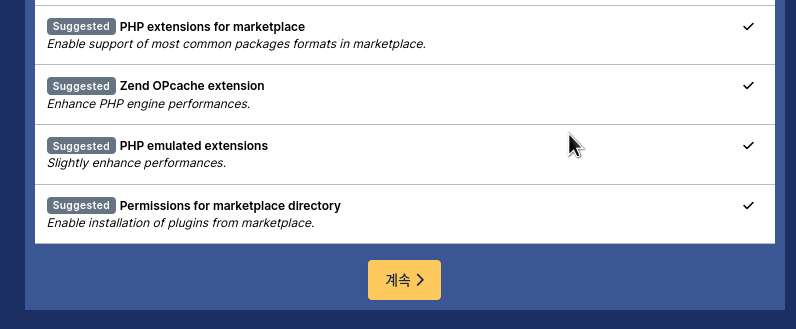 Suggested PHP extensions for marketplace
Enable support of most common packages formats in marketplace.
Suggested Zend OPcache extension
Enhance PHP engine performances.
Suggested PHP emulated extensions
Slightly enhance performances.
Suggested Permissions for marketplace directory
Enable installation of plugins from marketplace.
계속